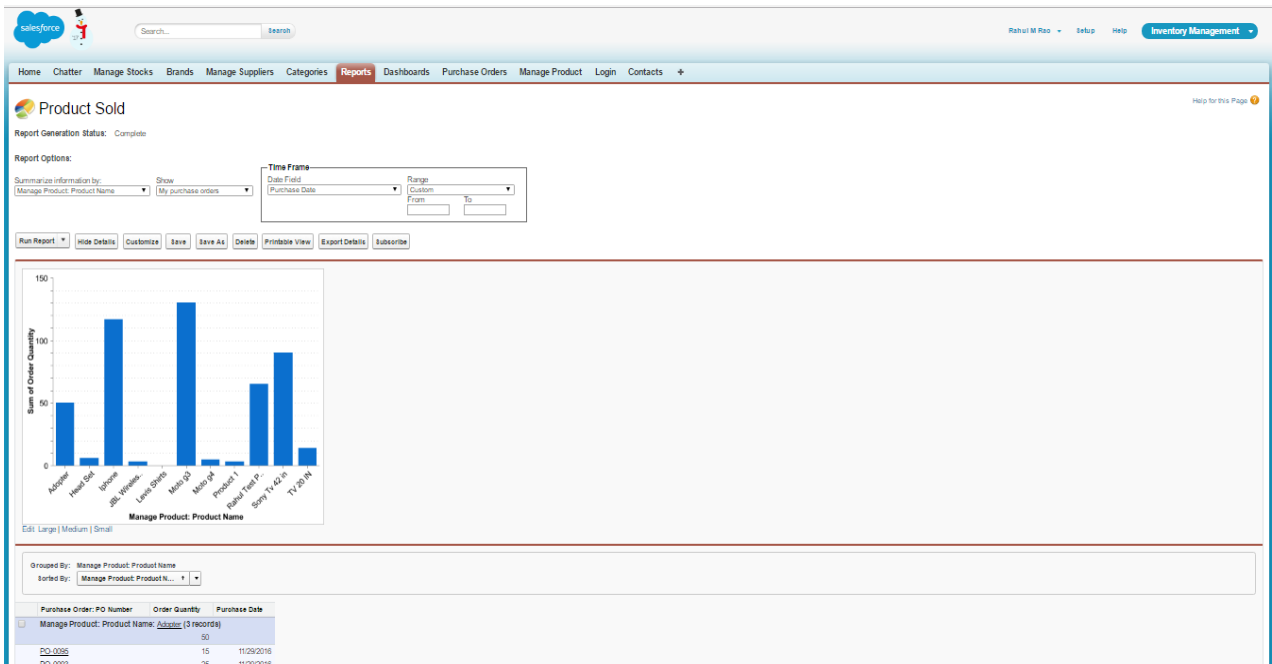 salesforce
Search...
Search
Rahul M Rao
Setup
Help
Inventory Management
Home Chatter Manage Stocks Brands Manage Suppliers Categories Reports Dashboards Purchase Orders Manage Product Login Contacts +
Product Sold
Help for this Page
Report Generation Status: Complete
Report Options:
Time Frame
Summarize information by: Show Date Field Range
Manage Product: Product Name My purchase orders Purchase Date Custom
From To
Run Report Hide Details Customize Save Save As Delete Printable View Export Details Subscribe
150
100
50
0
Sum of Order Quantity
Adopter Head Set Iphone JBL Wireles.. Levis Shirts Moto g3 Moto g4 Product 1 Rahul Test P.. Sony Tv 42 in TV 20 IN
Manage Product: Product Name
Edit Large | Medium | Small
Grouped By: Manage Product: Product Name
Sorted By: Manage Product: Product N...
Purchase Order: PO Number Order Quantity Purchase Date
Manage Product: Product Name: Adopter (3 records)
50
PO-0095 15 11/29/2016